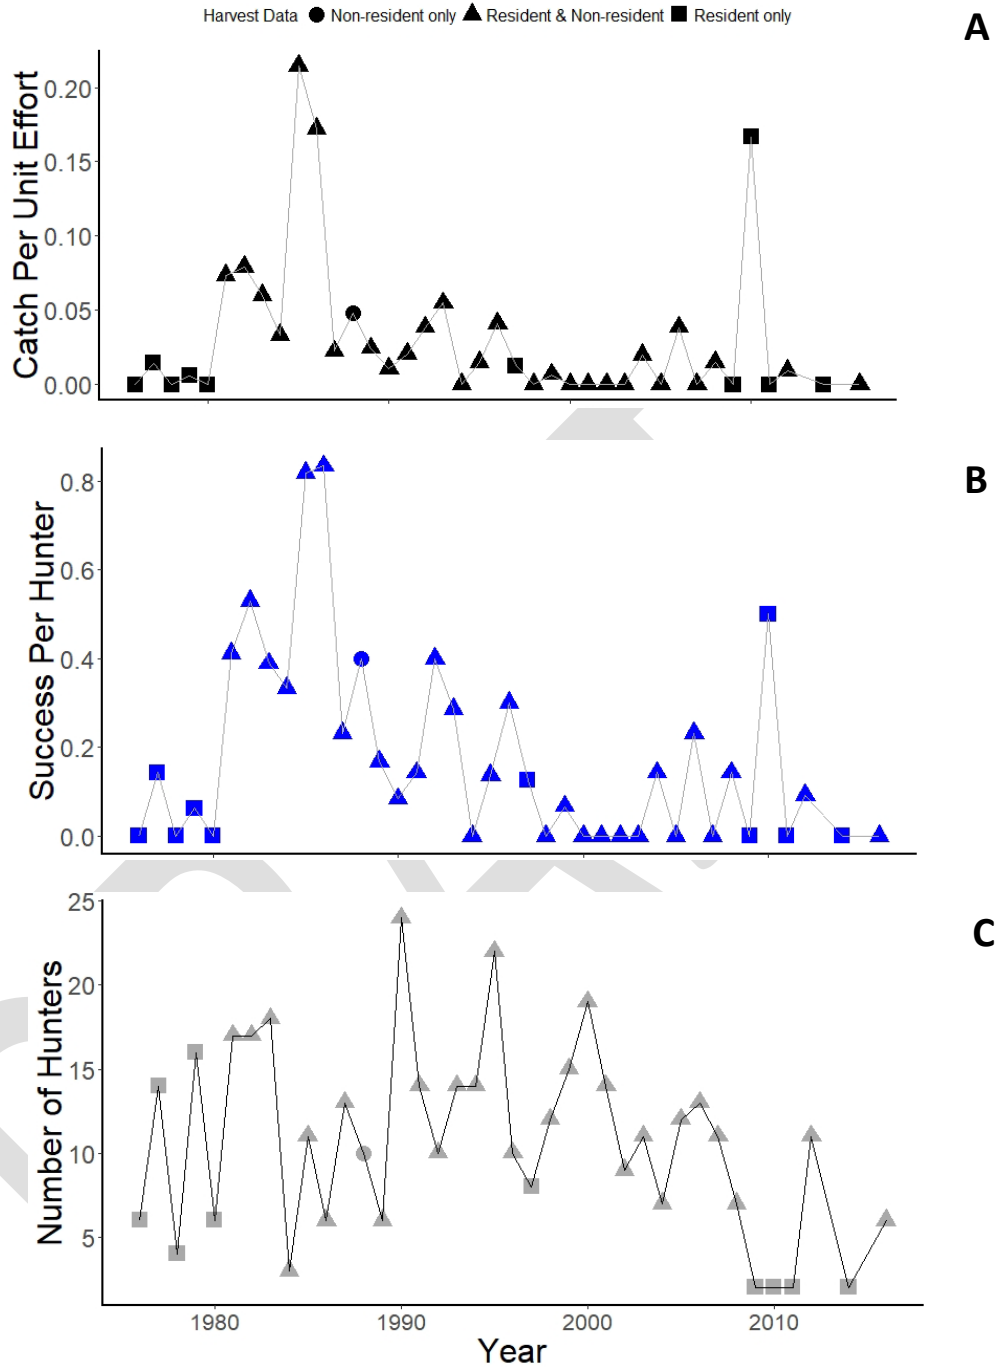 Harvest Data Non-resident only Resident & Non-resident Resident only
A
Catch Per Unit Effort
0.20
0.15
0.10
0.05
0.00
B
Success Per Hunter
0.8
0.6
0.4
0.2
0.0
C
Number of Hunters
25
20
15
10
5
1980 1990 2000 2010
Year